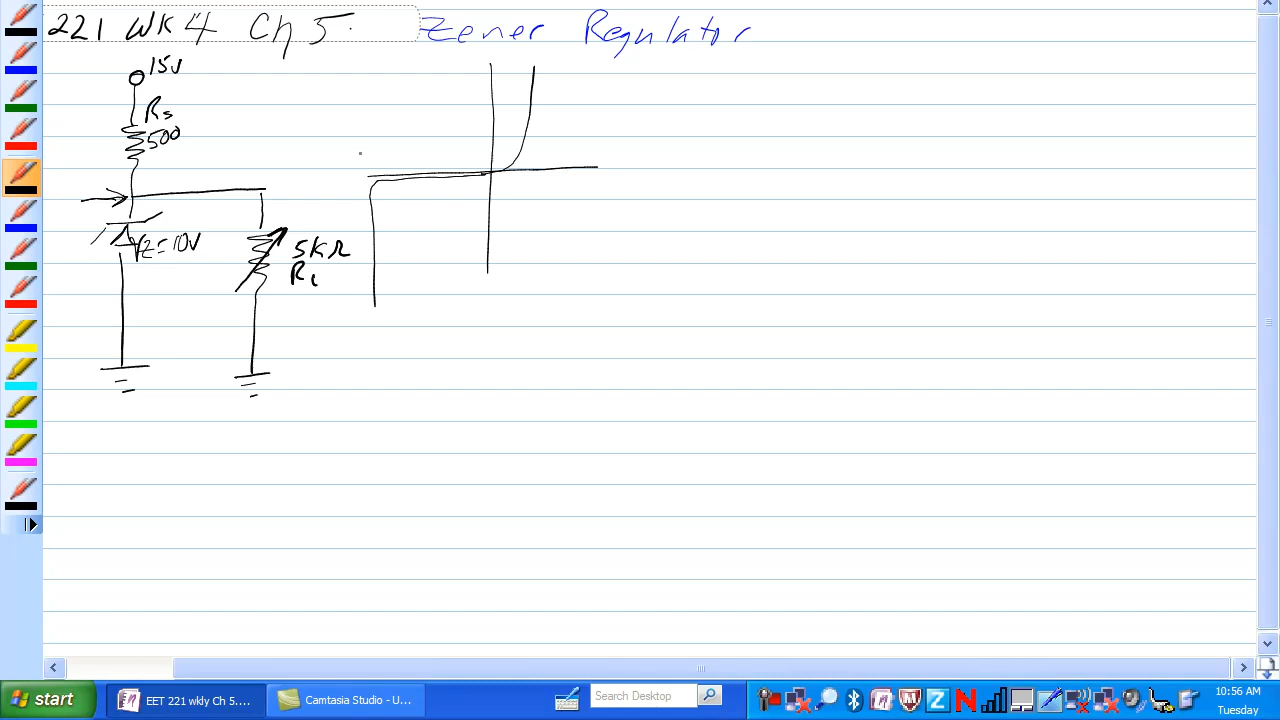 221 WK 4 Ch 5. Zener Regulator
15V
Rs
500
Vz=10V
5KΩ
RL
start
EET 221 wkly Ch 5....
Camtasia Studio - U...
Search Desktop
10:56 AM
Tuesday